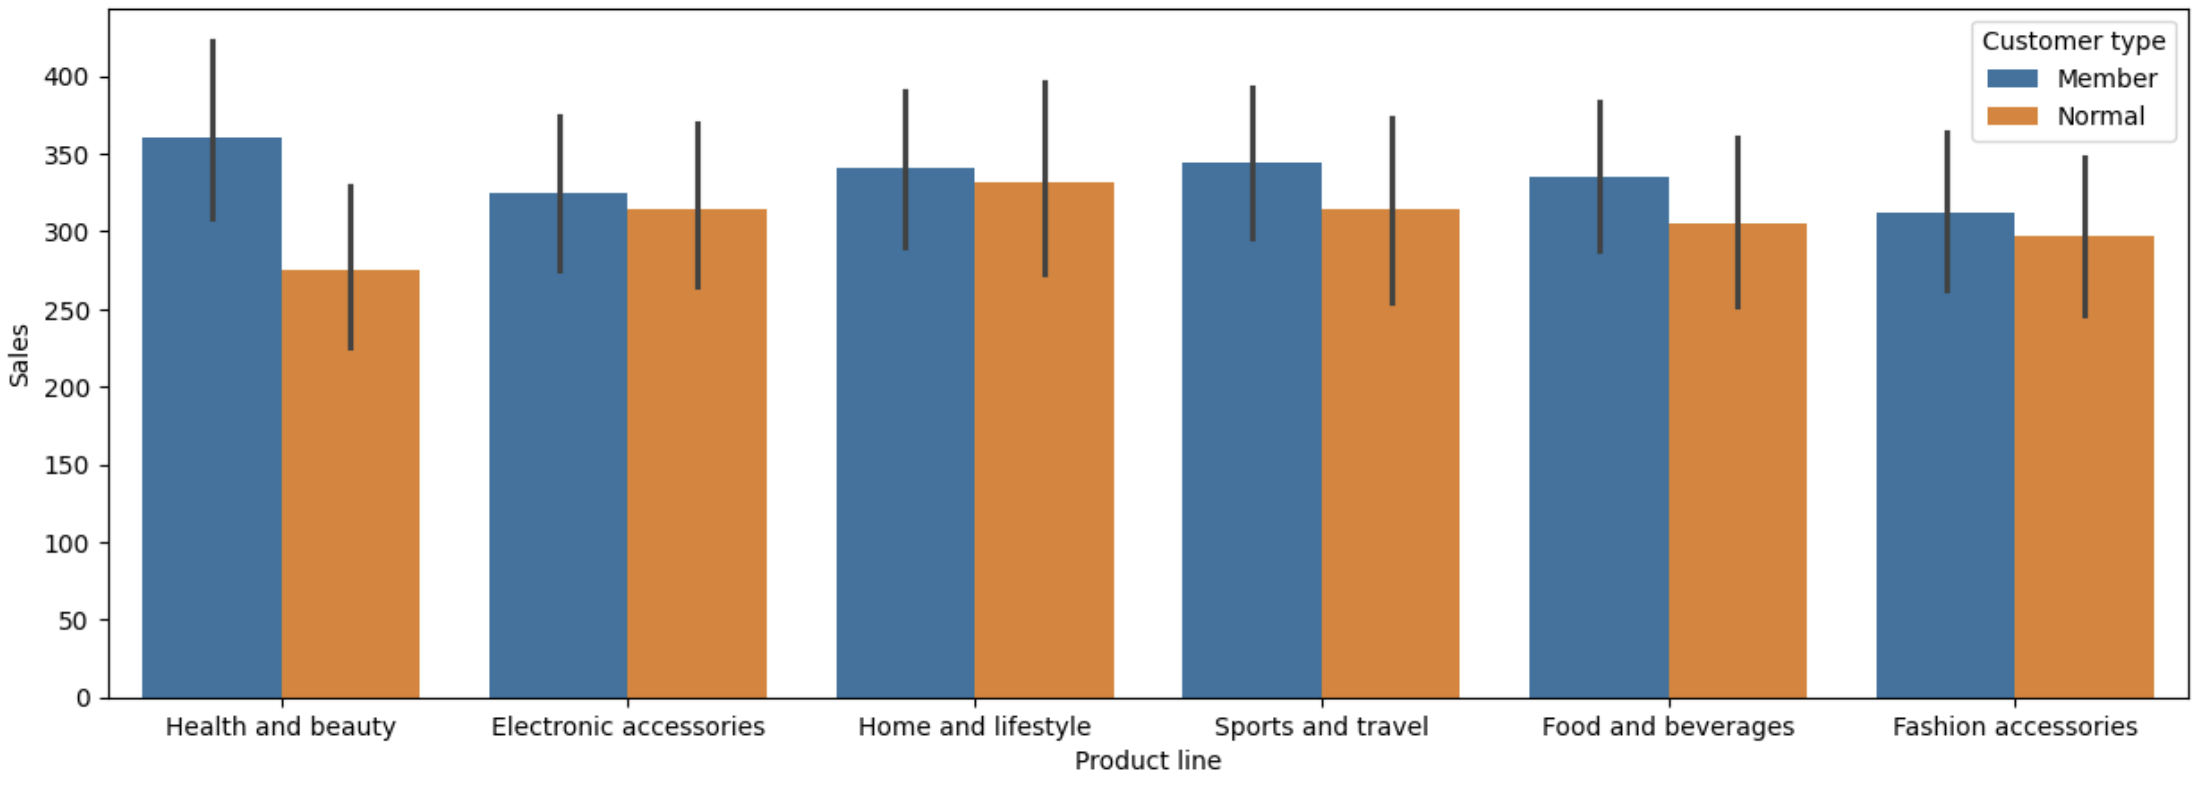 Customer type
Member
Normal
400
350
300
250
200
150
100
50
0
Sales
Health and beauty
Electronic accessories
Home and lifestyle
Sports and travel
Food and beverages
Fashion accessories
Product line